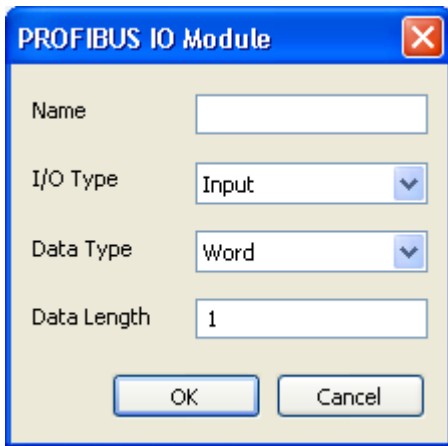 PROFIBUS IO Module
Name
I/O Type Input
Data Type Word
Data Length 1
OK Cancel